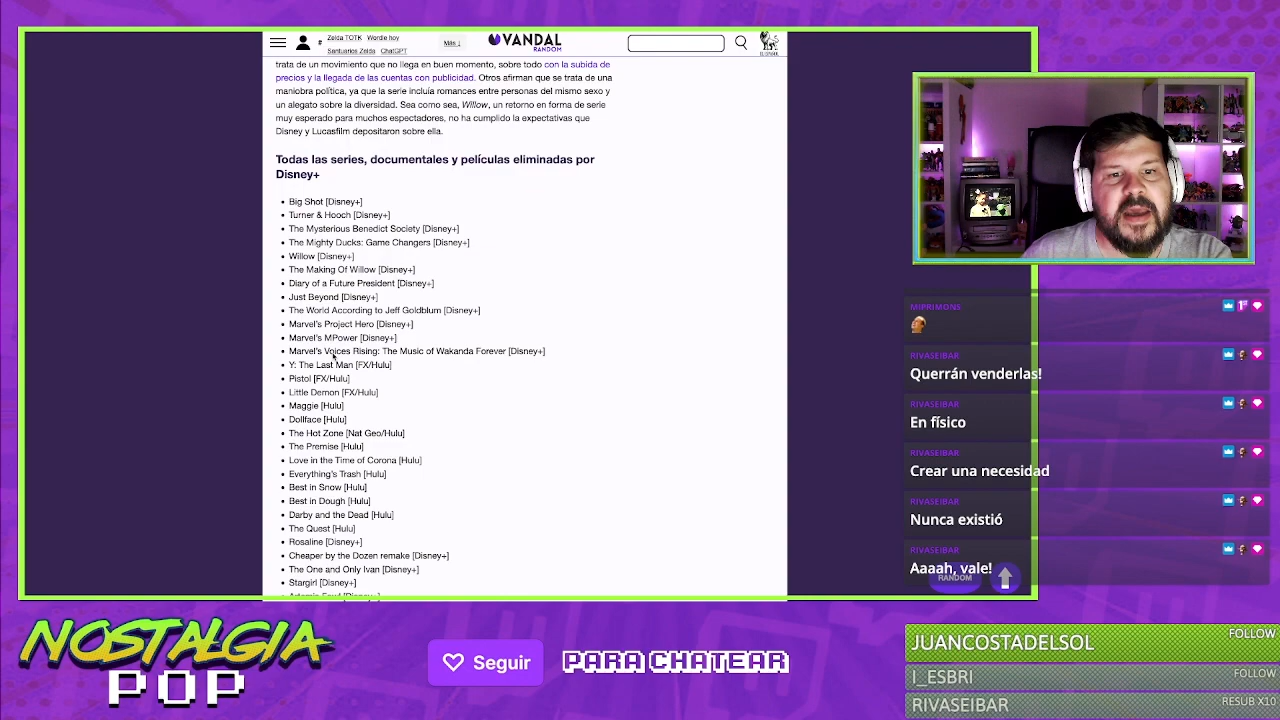 Zelda TOTK Wordle hoy
# Santuarios Zelda ChatGPT
Más ↓
VANDAL
RANDOM
trata de un movimiento que no llega en buen momento, sobre todo con la subida de
precios y la llegada de las cuentas con publicidad. Otros afirman que se trata de una
maniobra política, ya que la serie incluía romances entre personas del mismo sexo y
un alegato sobre la diversidad. Sea como sea, Willow, un retorno en forma de serie
muy esperado para muchos espectadores, no ha cumplido la expectativas que
Disney y Lucasfilm depositaron sobre ella.
Todas las series, documentales y películas eliminadas por
Disney+
• Big Shot [Disney+]
• Turner & Hooch [Disney+]
• The Mysterious Benedict Society [Disney+]
• The Mighty Ducks: Game Changers [Disney+]
• Willow [Disney+]
• The Making Of Willow [Disney+]
• Diary of a Future President [Disney+]
• Just Beyond [Disney+]
• The World According to Jeff Goldblum [Disney+]
• Marvel's Project Hero [Disney+]
• Marvel's MPower [Disney+]
• Marvel's Voices Rising: The Music of Wakanda Forever [Disney+]
• Y: The Last Man [FX/Hulu]
• Pistol [FX/Hulu]
• Little Demon [FX/Hulu]
• Maggie [Hulu]
• Dollface [Hulu]
• The Hot Zone [Nat Geo/Hulu]
• The Premise [Hulu]
• Love in the Time of Corona [Hulu]
• Everything's Trash [Hulu]
• Best in Snow [Hulu]
• Best in Dough [Hulu]
• Darby and the Dead [Hulu]
• The Quest [Hulu]
• Rosaline [Disney+]
• Cheaper by the Dozen remake [Disney+]
• The One and Only Ivan [Disney+]
• Stargirl [Disney+]
• Artemis Fowl [Disney+]
MIPRIMONS
RIVASEIBAR
Querrán venderlas!
RIVASEIBAR
En físico
RIVASEIBAR
Crear una necesidad
RIVASEIBAR
Nunca existió
RIVASEIBAR
Aaaah, vale!
RANDOM
NOSTALGIA
POP
Seguir
PARA CHATEAR
JUANCOSTADELSOL FOLLOW
I_ESBRI FOLLOW
RIVASEIBAR RESUB X10